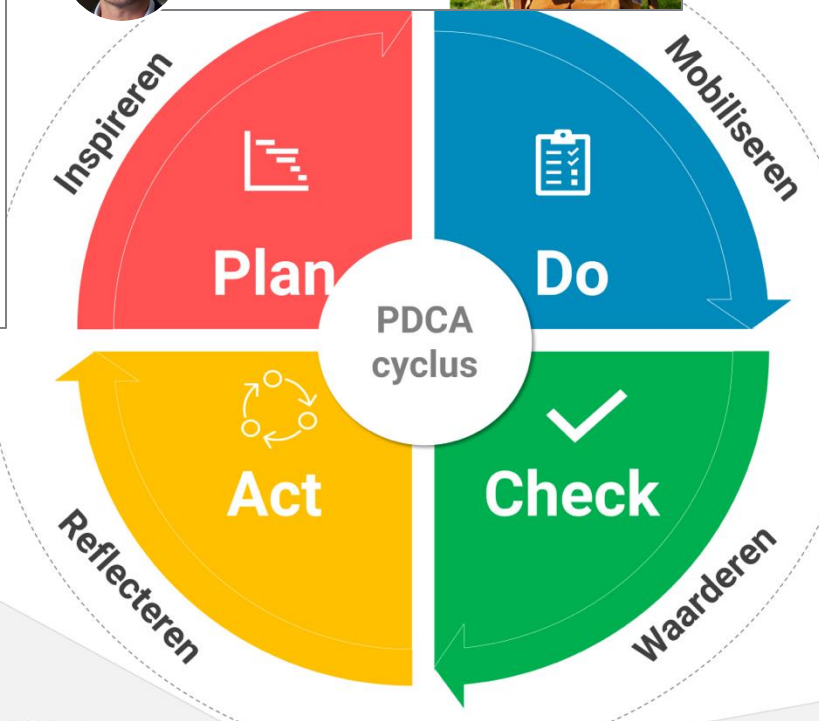 Inspireren
Mobiliseren
Plan
Do
PDCA
cyclus
Act
Check
Reflecteren
Waarderen